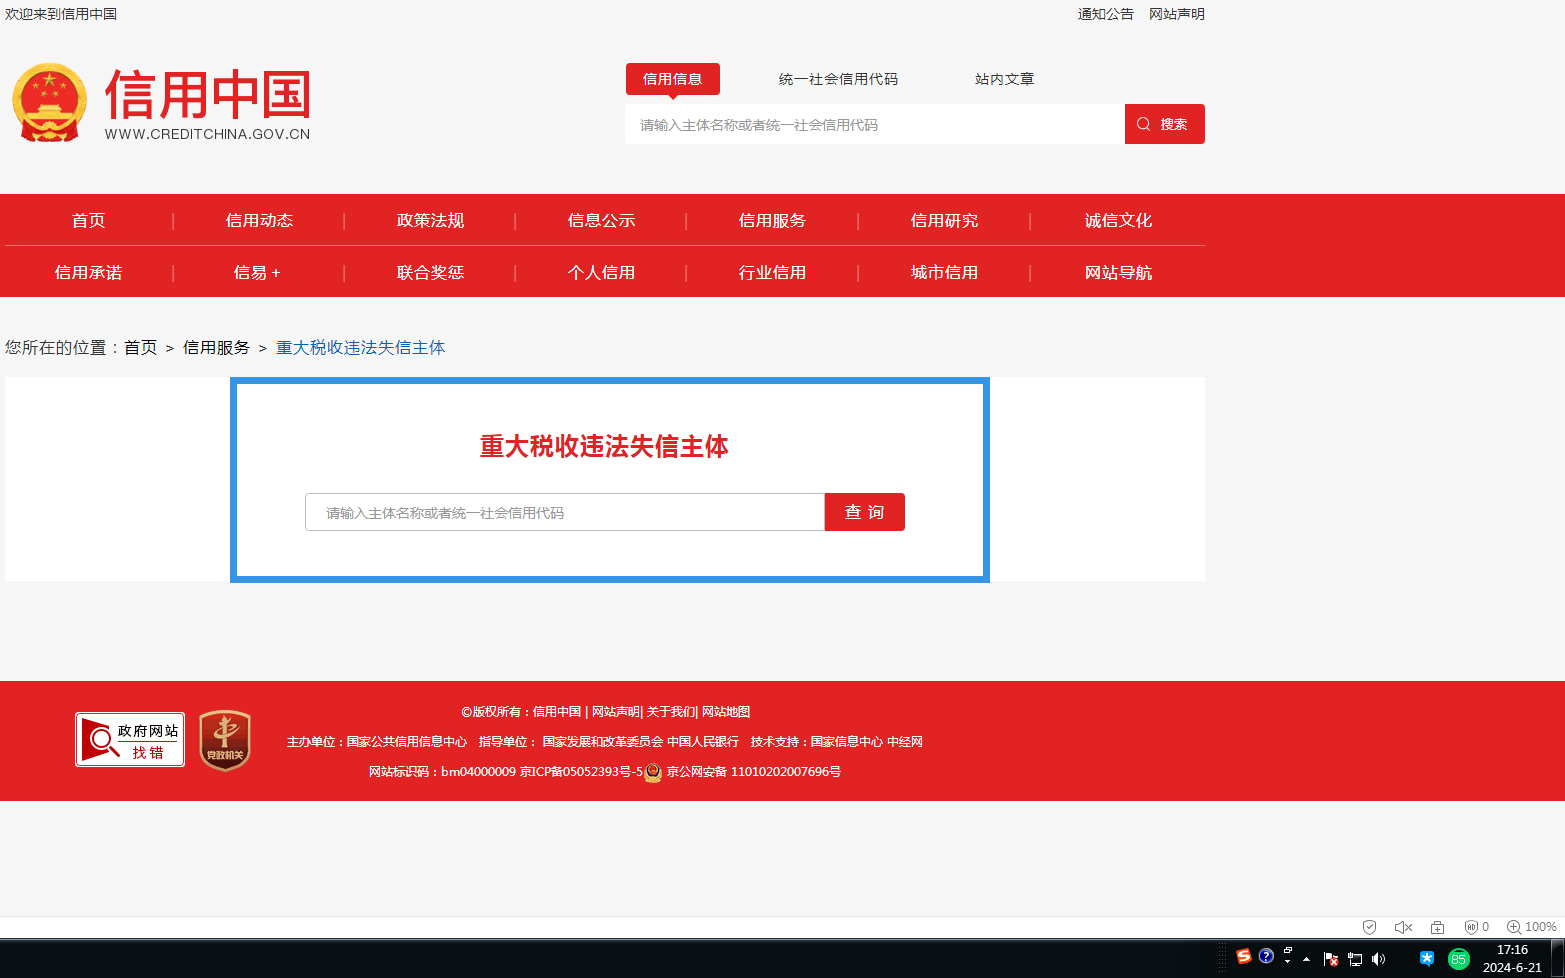 欢迎来到信用中国
通知公告 网站声明
信用中国
WWW.CREDITCHINA.GOV.CN
信用信息 统一社会信用代码 站内文章
请输入主体名称或者统一社会信用代码 搜索
首页 | 信用动态 | 政策法规 | 信息公示 | 信用服务 | 信用研究 | 诚信文化
信用承诺 | 信易 + | 联合奖惩 | 个人信用 | 行业信用 | 城市信用 | 网站导航
您所在的位置：首页 > 信用服务 > 重大税收违法失信主体
重大税收违法失信主体
请输入主体名称或者统一社会信用代码 查 询
政府网站
找错
党政机关
©版权所有：信用中国 | 网站声明| 关于我们| 网站地图
主办单位：国家公共信用信息中心 指导单位： 国家发展和改革委员会 中国人民银行 技术支持：国家信息中心 中经网
网站标识码：bm04000009 京ICP备05052393号-5 京公网安备 11010202007696号
0 100%
85
17:16
2024-6-21